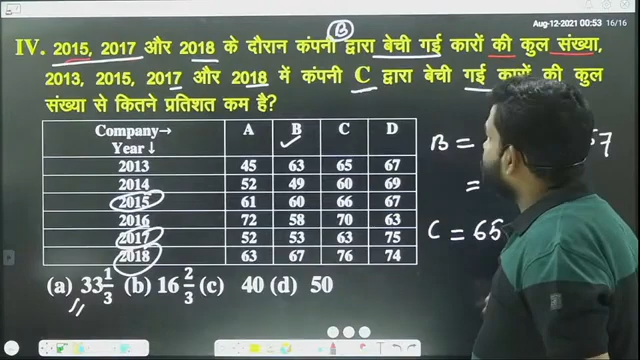 Aug-12-2021 00:53 16/16
B
IV. 2015, 2017 और 2018 के दौरान कंपनी द्वारा बेची गई कारों की कुल संख्या,
2013, 2015, 2017 और 2018 में कंपनी C द्वारा बेची गई कारों की कुल
संख्या से कितने प्रतिशत कम है?
Company→ Year↓ A B C D
2013 45 63 65 67
2014 52 49 60 69
2015 61 60 66 67
2016 72 58 70 63
2017 52 53 63 75
2018 63 67 76 74
(a) 33 1/3 (b) 16 2/3 (c) 40 (d) 50
B =
=
C = 65